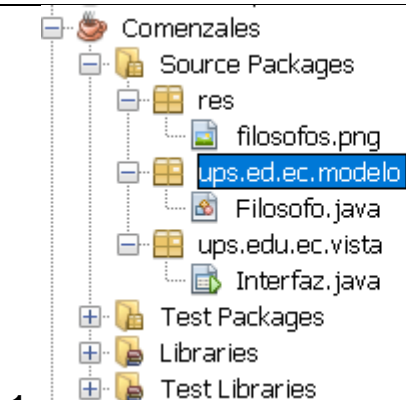 Comenzales
Source Packages
res
filosofos.png
ups.ed.ec.modelo
Filosofo.java
ups.edu.ec.vista
Interfaz.java
Test Packages
Libraries
Test Libraries